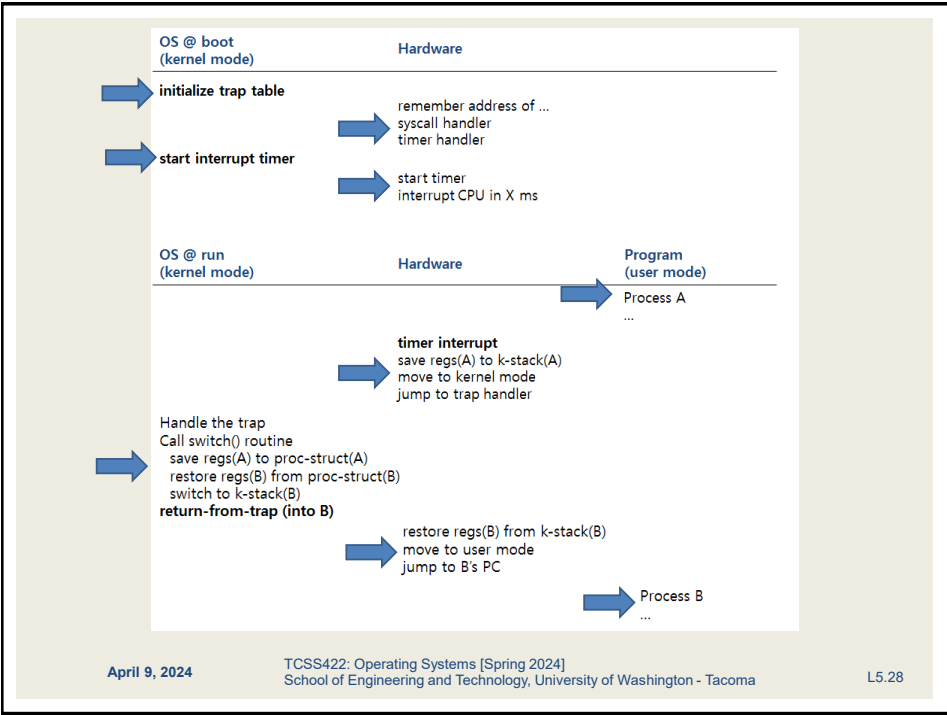 OS @ boot
(kernel mode)
Hardware
initialize trap table
remember address of ...
syscall handler
timer handler
start interrupt timer
start timer
interrupt CPU in X ms
OS @ run
(kernel mode)
Hardware
Program
(user mode)
Process A
...
timer interrupt
save regs(A) to k-stack(A)
move to kernel mode
jump to trap handler
Handle the trap
Call switch() routine
save regs(A) to proc-struct(A)
restore regs(B) from proc-struct(B)
switch to k-stack(B)
return-from-trap (into B)
restore regs(B) from k-stack(B)
move to user mode
jump to B's PC
Process B
...
April 9, 2024
TCSS422: Operating Systems [Spring 2024]
School of Engineering and Technology, University of Washington - Tacoma
L5.28